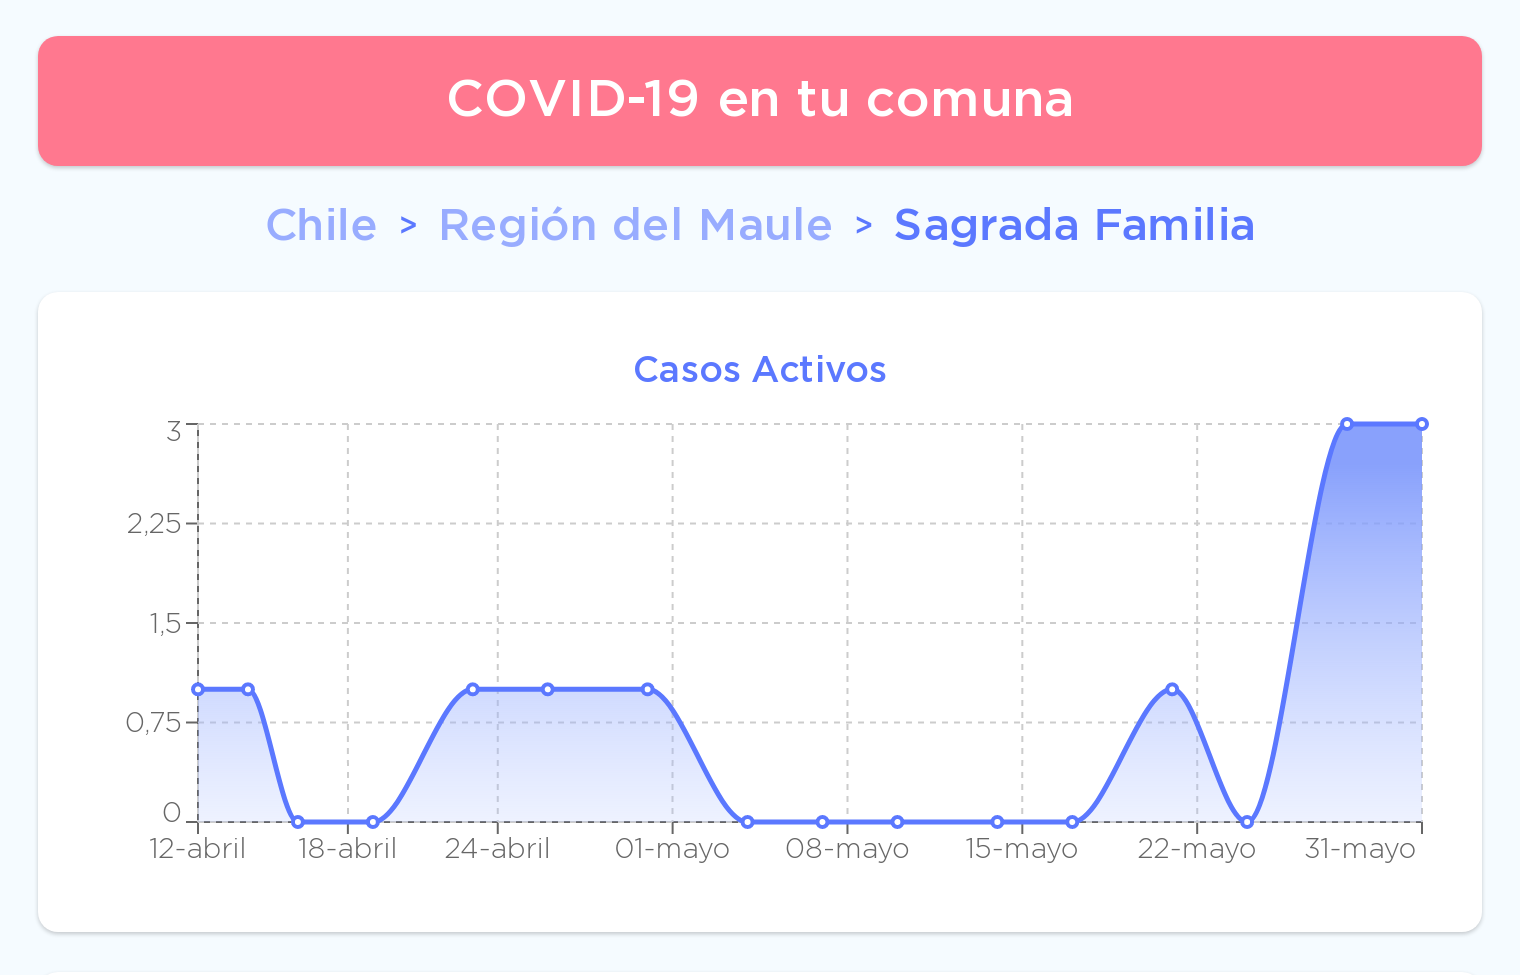 COVID-19 en tu comuna
Chile > Región del Maule > Sagrada Familia
Casos Activos
3
2,25
1,5
0,75
0
12-abril 18-abril 24-abril 01-mayo 08-mayo 15-mayo 22-mayo 31-mayo